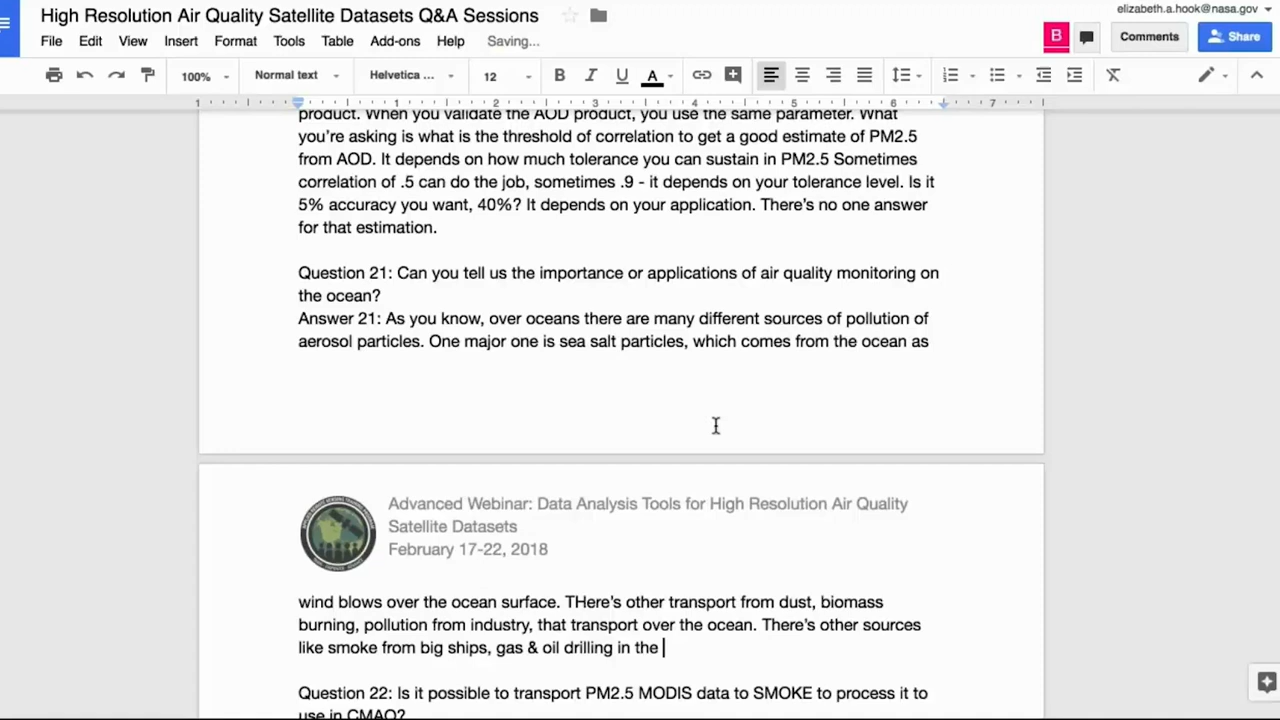 High Resolution Air Quality Satellite Datasets Q&A Sessions
elizabeth.a.hook@nasa.gov
File Edit View Insert Format Tools Table Add-ons Help Saving...
B Comments Share
100% Normal text Helvetica ... 12 B I U A
1 1 2 3 4 5 6 7
product. When you validate the AOD product, you use the same parameter. What
you're asking is what is the threshold of correlation to get a good estimate of PM2.5
from AOD. It depends on how much tolerance you can sustain in PM2.5 Sometimes
correlation of .5 can do the job, sometimes .9 - it depends on your tolerance level. Is it
5% accuracy you want, 40%? It depends on your application. There's no one answer
for that estimation.
Question 21: Can you tell us the importance or applications of air quality monitoring on
the ocean?
Answer 21: As you know, over oceans there are many different sources of pollution of
aerosol particles. One major one is sea salt particles, which comes from the ocean as
Advanced Webinar: Data Analysis Tools for High Resolution Air Quality
Satellite Datasets
February 17-22, 2018
wind blows over the ocean surface. THere's other transport from dust, biomass
burning, pollution from industry, that transport over the ocean. There's other sources
like smoke from big ships, gas & oil drilling in the
Question 22: Is it possible to transport PM2.5 MODIS data to SMOKE to process it to
use in CMAQ?